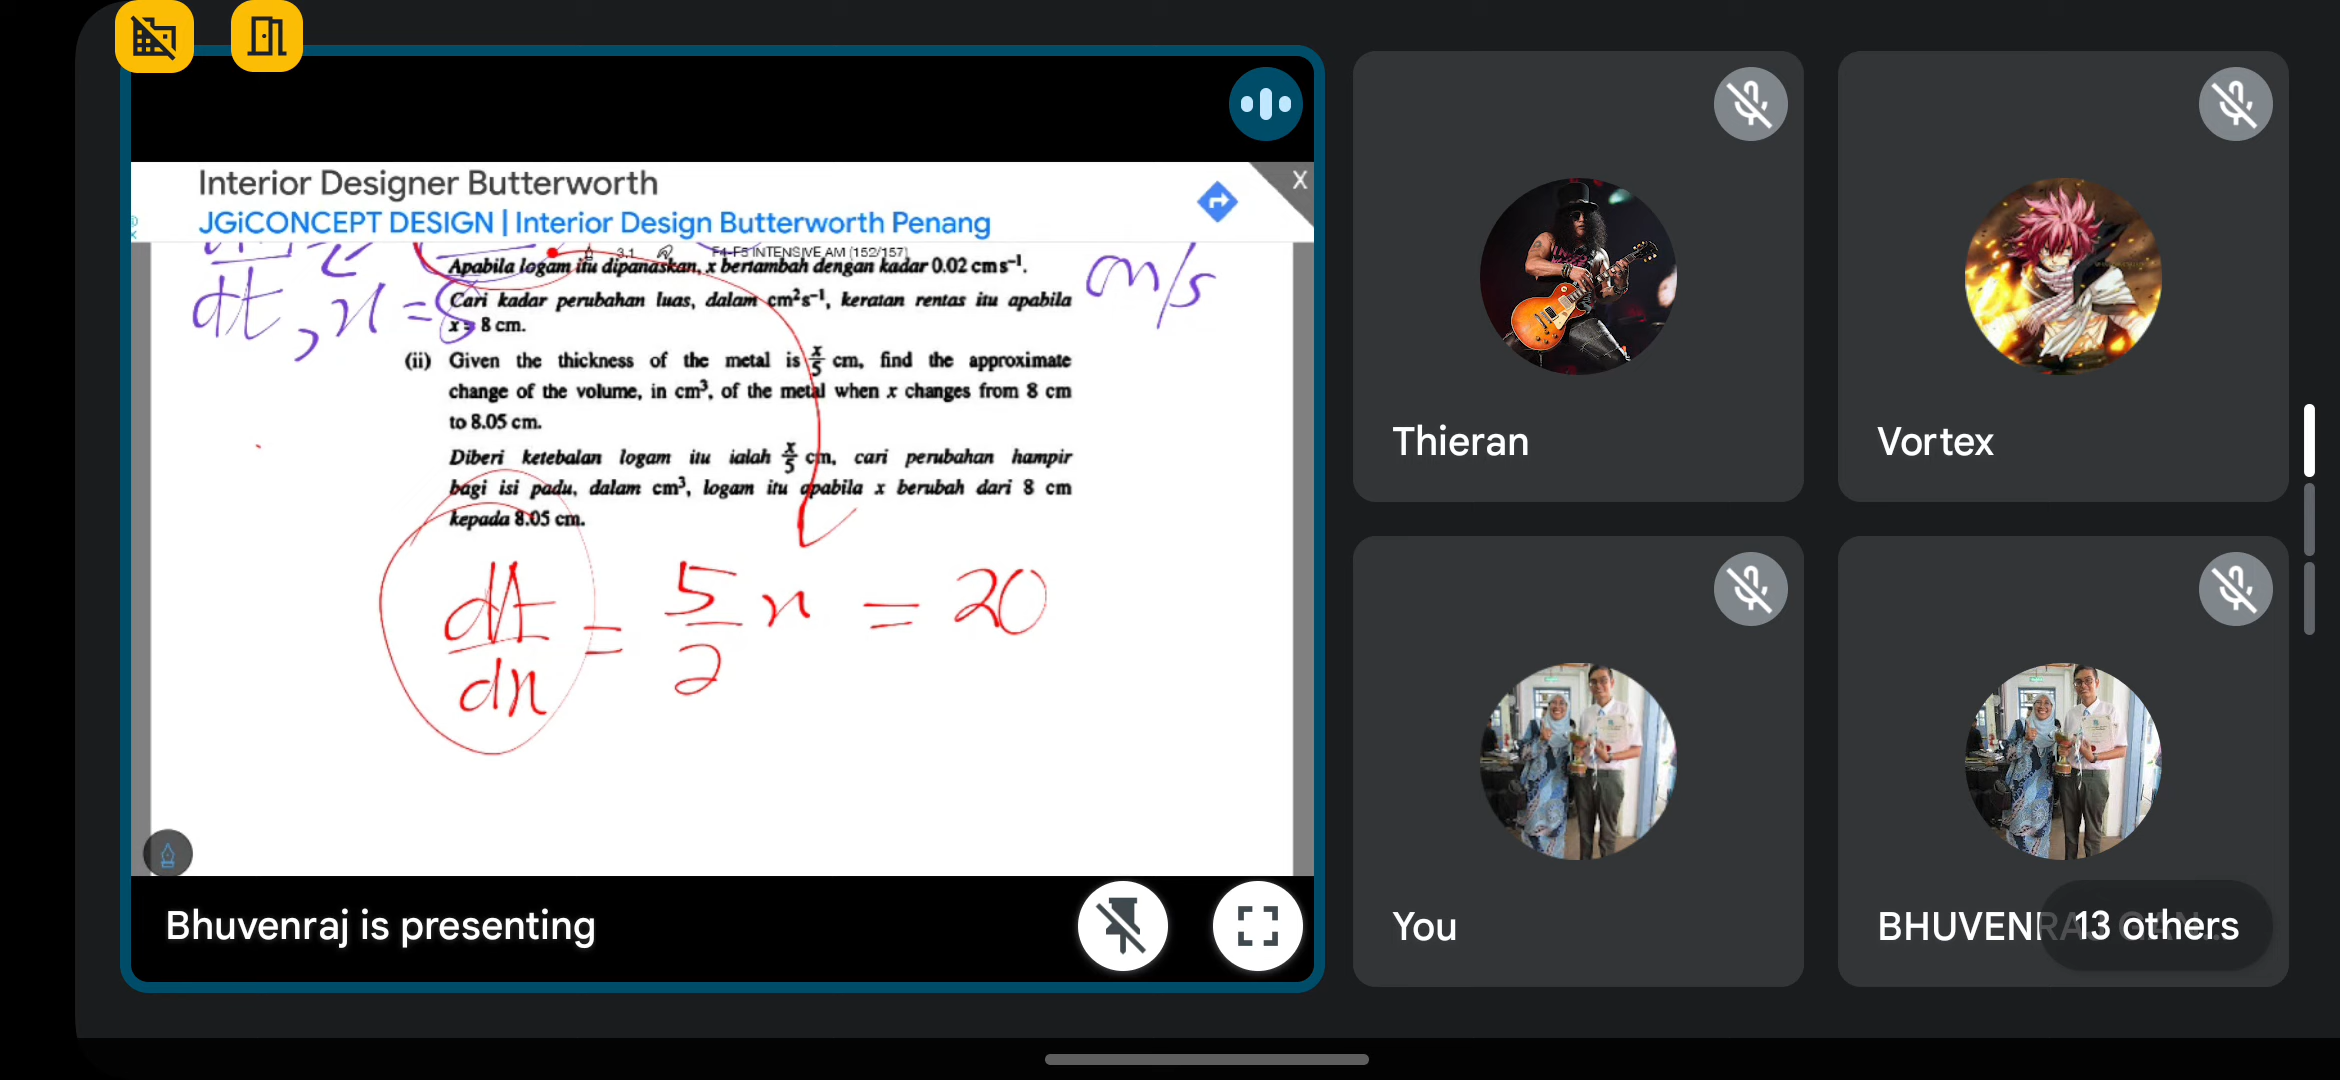 Interior Designer Butterworth
X
JGiCONCEPT DESIGN | Interior Design Butterworth Penang
3.1 F4-F5 INTENSIVE AM (152/157)
Apabila logam itu dipanaskan, x bertambah dengan kadar 0.02 cms⁻¹.
m/s
dt, x = 8
Cari kadar perubahan luas, dalam cm²s⁻¹, keratan rentas itu apabila
x = 8 cm.
(ii) Given the thickness of the metal is x/5 cm, find the approximate
change of the volume, in cm³, of the metal when x changes from 8 cm
to 8.05 cm.
Diberi ketebalan logam itu ialah x/5 cm, cari perubahan hampir
bagi isi padu, dalam cm³, logam itu apabila x berubah dari 8 cm
kepada 8.05 cm.
dA/dx = 5/2 x = 20
Bhuvenraj is presenting
Thieran
Vortex
You
BHUVENR
13 others